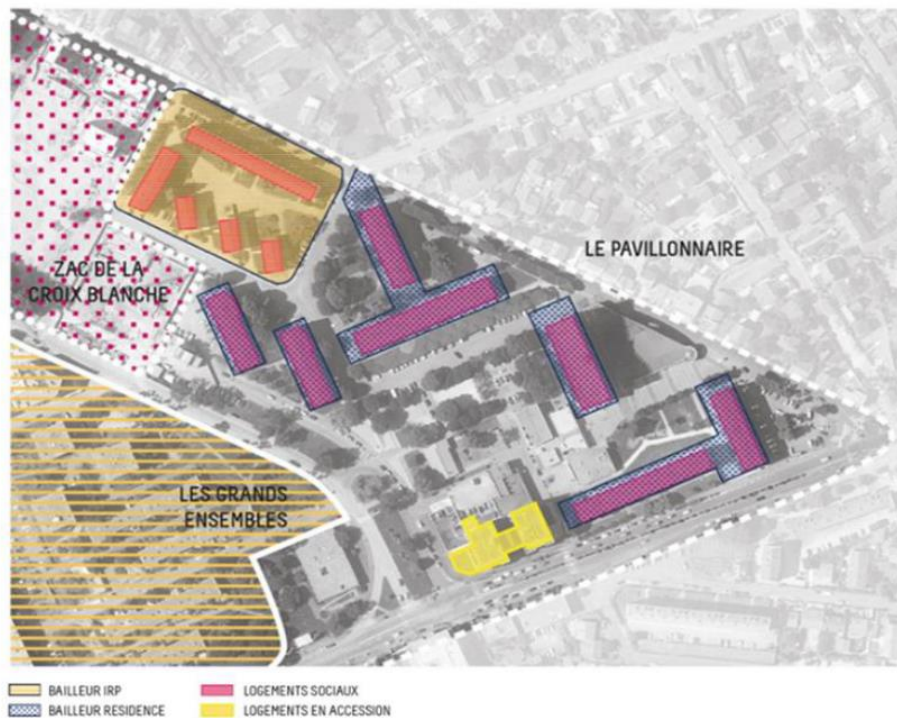 LE PAVILLONNAIRE
ZAC DE LA
CROIX BLANCHE
LES GRANDS
ENSEMBLES
BAILLEUR IRP
LOGEMENTS SOCIAUX
BAILLEUR RESIDENCE
LOGEMENTS EN ACCESSION